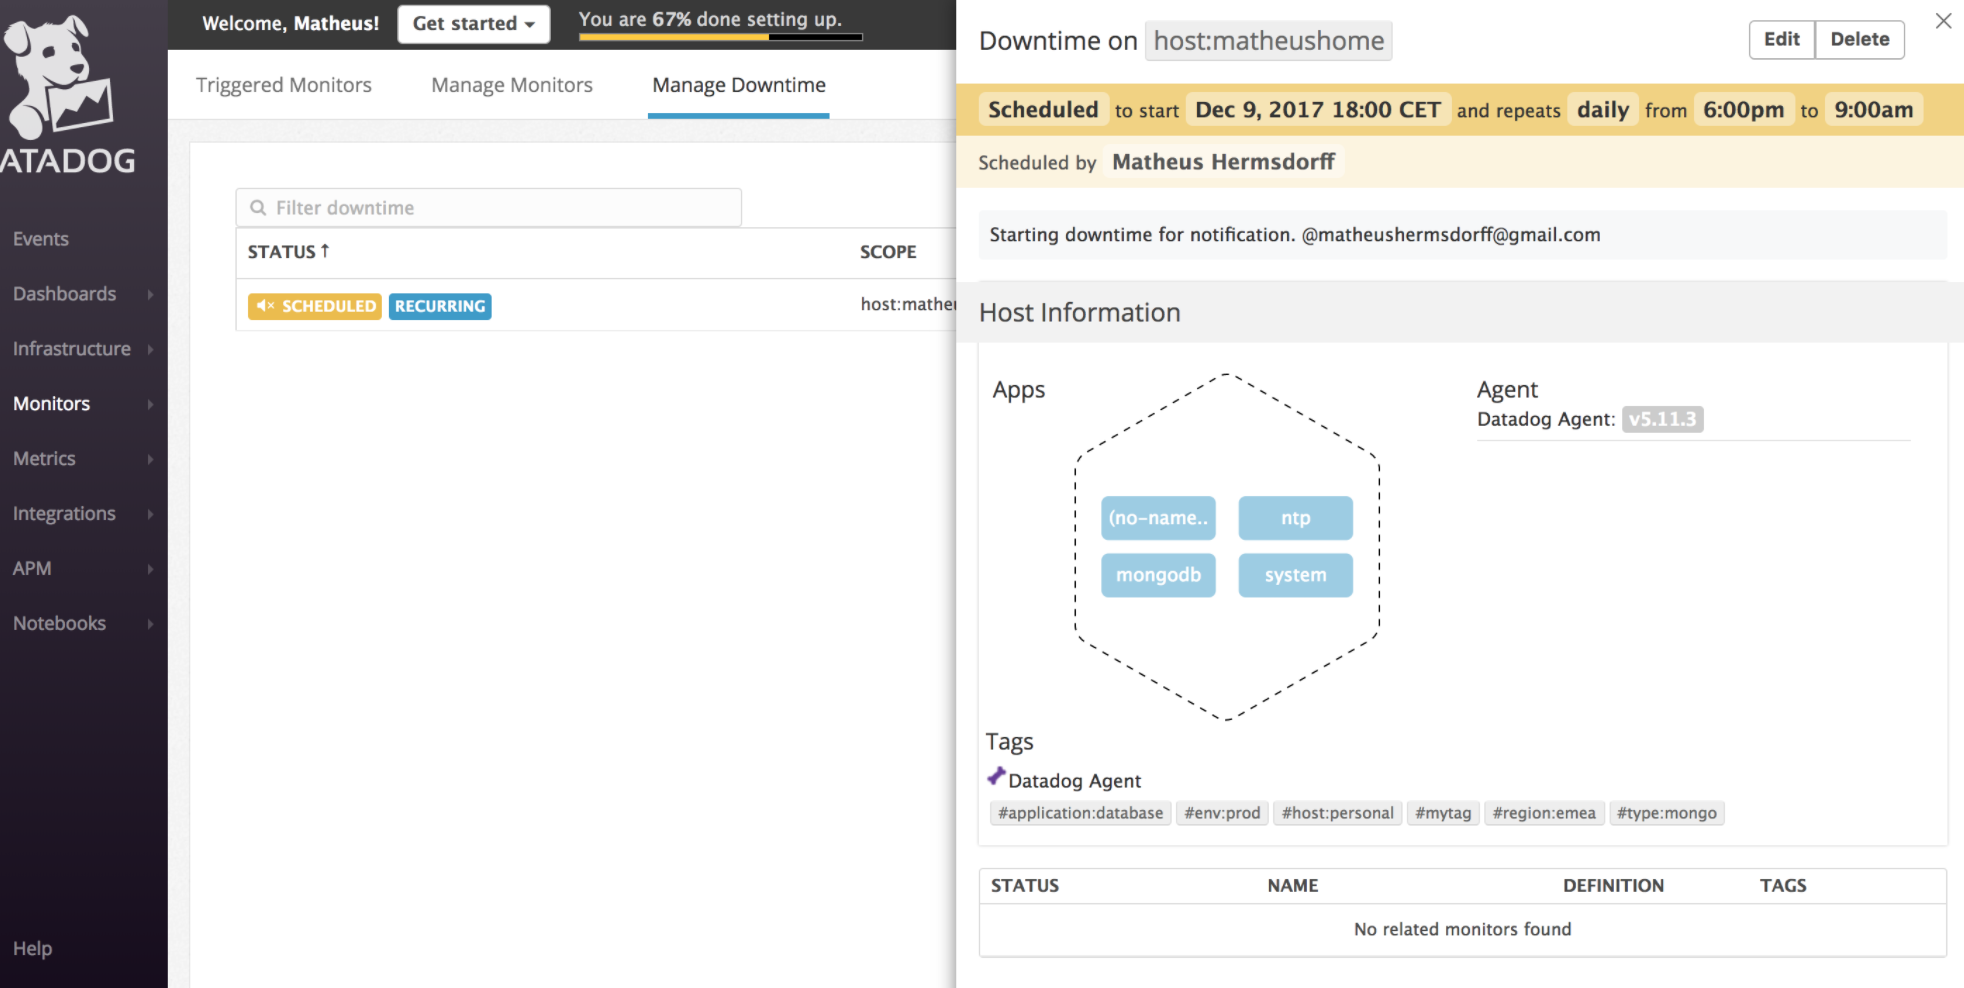 ATADOG
Events
Dashboards
Infrastructure
Monitors
Metrics
Integrations
APM
Notebooks
Help
Welcome, Matheus!
Get started
You are 67% done setting up.
Triggered Monitors
Manage Monitors
Manage Downtime
Filter downtime
STATUS ↑ SCOPE
SCHEDULED RECURRING host:mathe
Downtime on host:matheushome
Edit Delete
Scheduled to start Dec 9, 2017 18:00 CET and repeats daily from 6:00pm to 9:00am
Scheduled by Matheus Hermsdorff
Starting downtime for notification. @matheushermsdorff@gmail.com
Host Information
Apps
(no-name..
ntp
mongodb
system
Agent
Datadog Agent: v5.11.3
Tags
Datadog Agent
#application:database #env:prod #host:personal #mytag #region:emea #type:mongo
STATUS NAME DEFINITION TAGS
No related monitors found